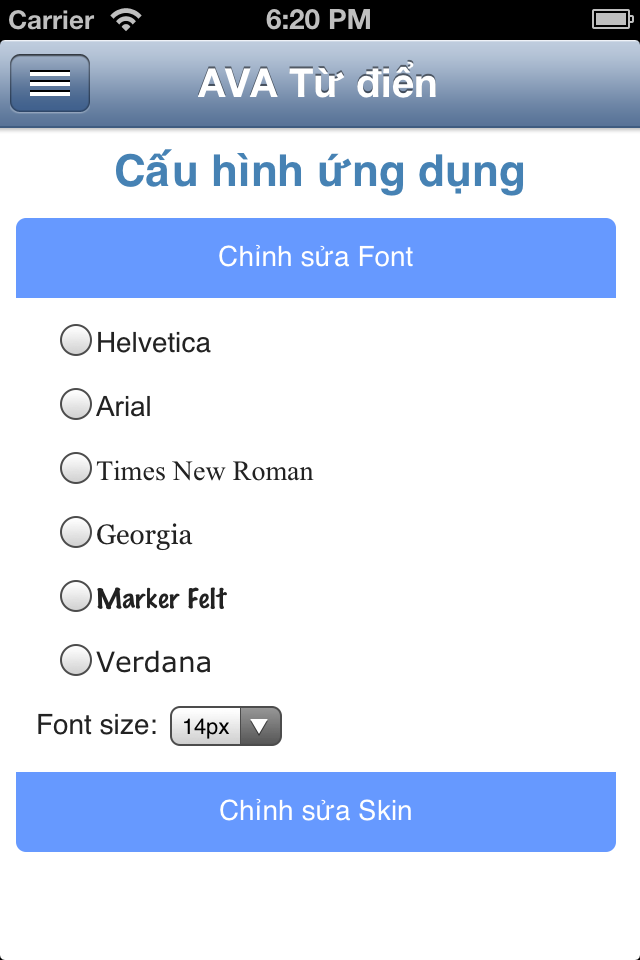 Carrier 6:20 PM
AVA Từ điển
Cấu hình ứng dụng
Chỉnh sửa Font
Helvetica
Arial
Times New Roman
Georgia
Marker Felt
Verdana
Font size: 14px
Chỉnh sửa Skin